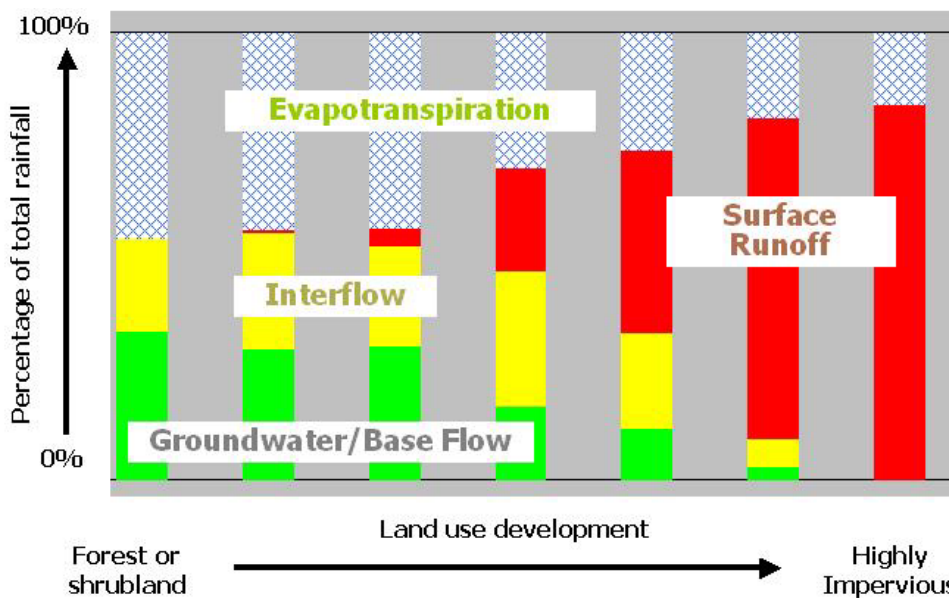 100%
Evapotranspiration
Percentage of total rainfall
Surface
Runoff
Interflow
Groundwater/Base Flow
0%
Land use development
Forest or
shrubland
Highly
Impervious